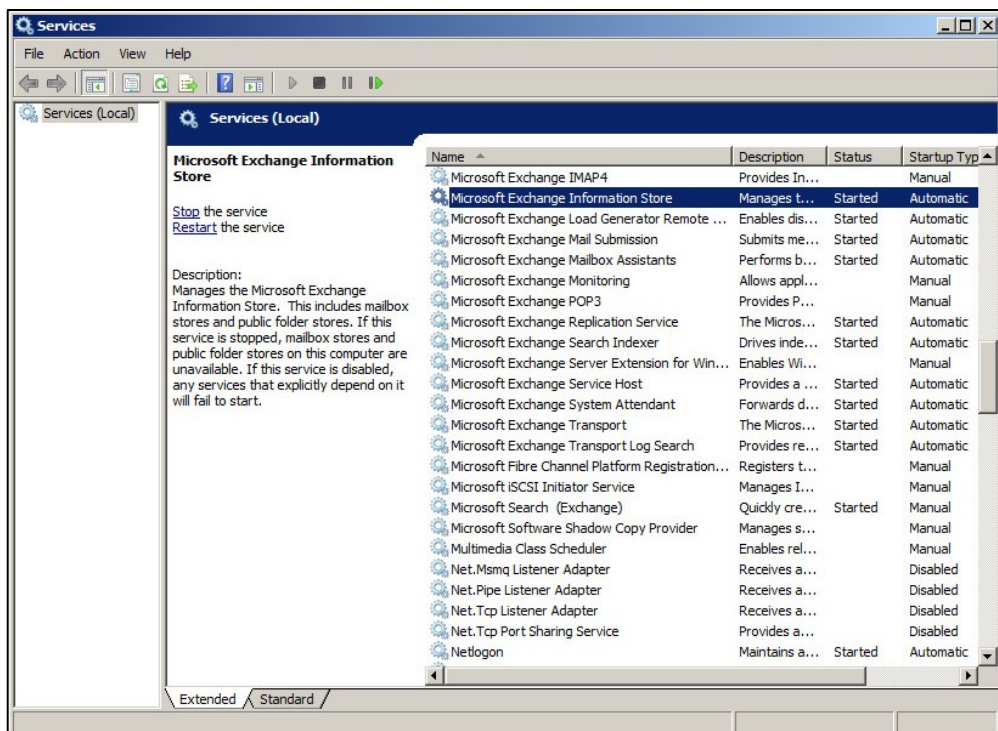 Services
File Action View Help
Services (Local)
Services (Local)
Microsoft Exchange Information
Store
Stop the service
Restart the service
Description:
Manages the Microsoft Exchange
Information Store. This includes mailbox
stores and public folder stores. If this
service is stopped, mailbox stores and
public folder stores on this computer are
unavailable. If this service is disabled,
any services that explicitly depend on it
will fail to start.
Name Description Status Startup Typ
Microsoft Exchange IMAP4 Provides In... Manual
Microsoft Exchange Information Store Manages t... Started Automatic
Microsoft Exchange Load Generator Remote ... Enables dis... Started Automatic
Microsoft Exchange Mail Submission Submits me... Started Automatic
Microsoft Exchange Mailbox Assistants Performs b... Started Automatic
Microsoft Exchange Monitoring Allows appl... Manual
Microsoft Exchange POP3 Provides P... Manual
Microsoft Exchange Replication Service The Micros... Started Automatic
Microsoft Exchange Search Indexer Drives inde... Started Automatic
Microsoft Exchange Server Extension for Win... Enables Wi... Manual
Microsoft Exchange Service Host Provides a ... Started Automatic
Microsoft Exchange System Attendant Forwards d... Started Automatic
Microsoft Exchange Transport The Micros... Started Automatic
Microsoft Exchange Transport Log Search Provides re... Started Automatic
Microsoft Fibre Channel Platform Registration... Registers t... Manual
Microsoft iSCSI Initiator Service Manages I... Manual
Microsoft Search (Exchange) Quickly cre... Started Manual
Microsoft Software Shadow Copy Provider Manages s... Manual
Multimedia Class Scheduler Enables rel... Manual
Net.Msmq Listener Adapter Receives a... Disabled
Net.Pipe Listener Adapter Receives a... Disabled
Net.Tcp Listener Adapter Receives a... Disabled
Net.Tcp Port Sharing Service Provides a... Disabled
Netlogon Maintains a... Started Automatic
Extended Standard